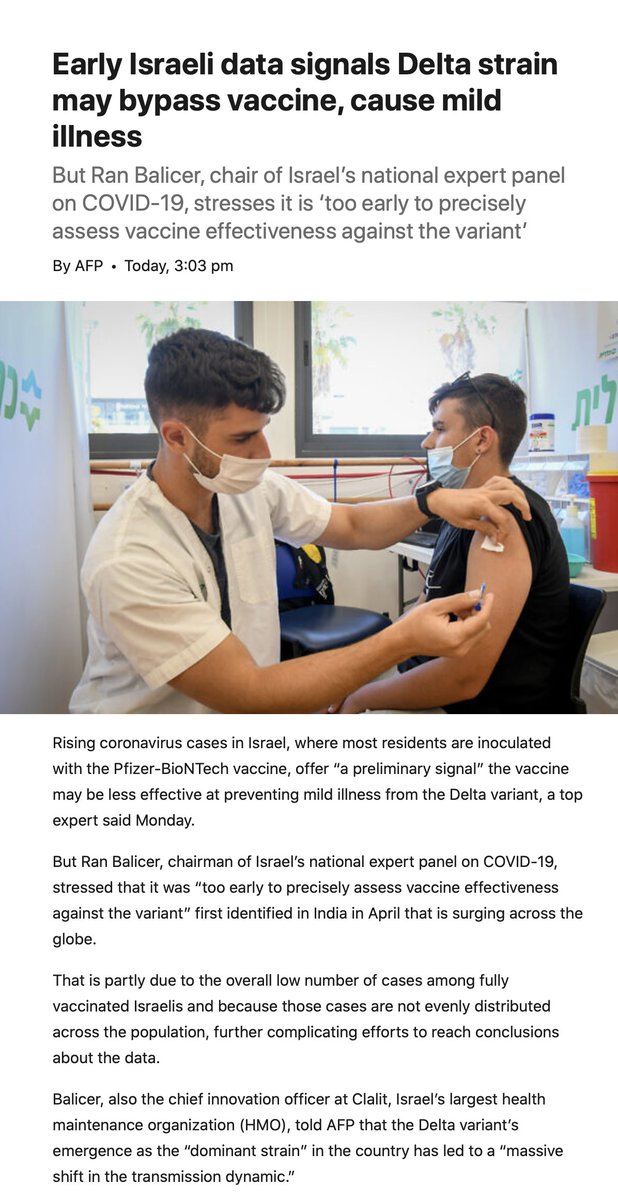 Early Israeli data signals Delta strain
may bypass vaccine, cause mild
illness
But Ran Balicer, chair of Israel’s national expert panel
on COVID-19, stresses it is ‘too early to precisely
assess vaccine effectiveness against the variant’
By AFP • Today, 3:03 pm
לית
Rising coronavirus cases in Israel, where most residents are inoculated
with the Pfizer-BioNTech vaccine, offer “a preliminary signal” the vaccine
may be less effective at preventing mild illness from the Delta variant, a top
expert said Monday.
But Ran Balicer, chairman of Israel’s national expert panel on COVID-19,
stressed that it was “too early to precisely assess vaccine effectiveness
against the variant” first identified in India in April that is surging across the
globe.
That is partly due to the overall low number of cases among fully
vaccinated Israelis and because those cases are not evenly distributed
across the population, further complicating efforts to reach conclusions
about the data.
Balicer, also the chief innovation officer at Clalit, Israel’s largest health
maintenance organization (HMO), told AFP that the Delta variant’s
emergence as the “dominant strain” in the country has led to a “massive
shift in the transmission dynamic.”